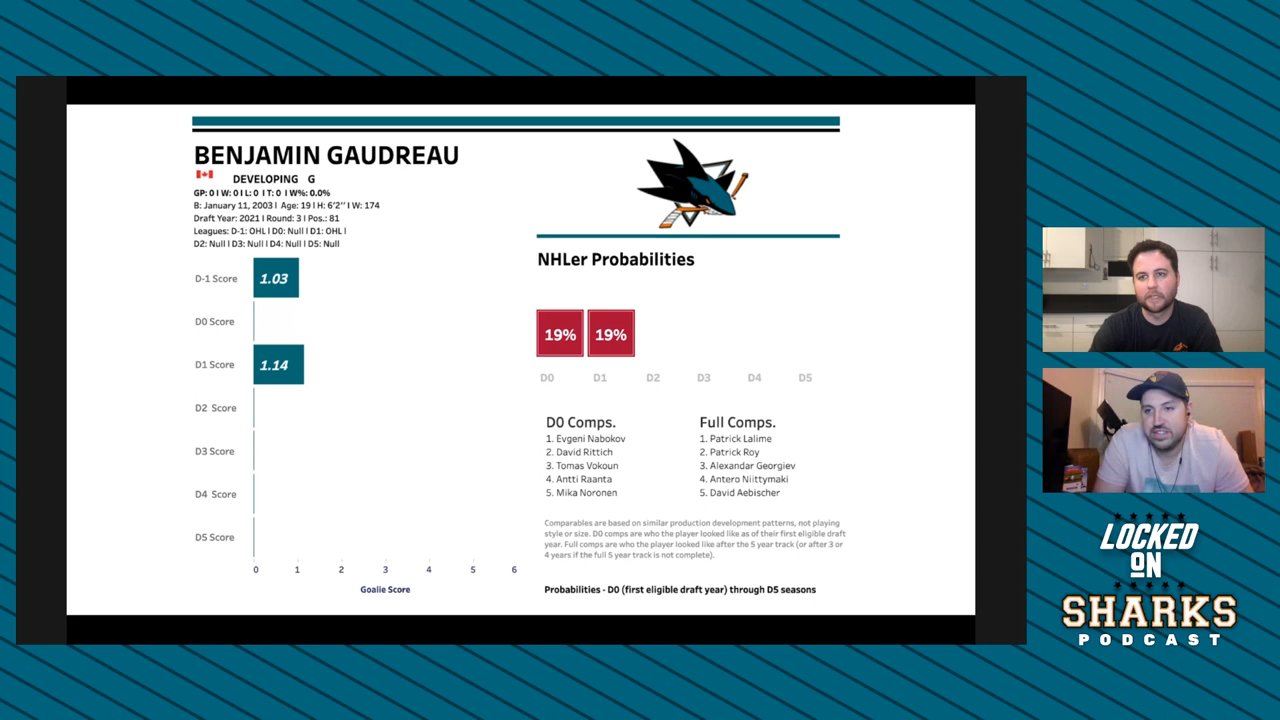 BENJAMIN GAUDREAU
DEVELOPING G
GP: 0 I W: 0 I L: 0 I T: 0 I W%: 0.0%
B: January 11, 2003 I Age: 19 I H: 6'2'' I W: 174
Draft Year: 2021 I Round: 3 I Pos.: 81
Leagues: D-1: OHL I D0: Null I D1: OHL I
D2: Null I D3: Null I D4: Null I D5: Null
D-1 Score 1.03
D0 Score
D1 Score 1.14
D2 Score
D3 Score
D4 Score
D5 Score
0 1 2 3 4 5 6
Goalie Score
NHLer Probabilities
19% 19%
D0 D1 D2 D3 D4 D5
D0 Comps.
1. Evgeni Nabokov
2. David Rittich
3. Tomas Vokoun
4. Antti Raanta
5. Mika Noronen
Full Comps.
1. Patrick Lalime
2. Patrick Roy
3. Alexandar Georgiev
4. Antero Niittymaki
5. David Aebischer
Comparables are based on similar production development patterns, not playing
style or size. D0 comps are who the player looked like as of their first eligible draft
year. Full comps are who the player looked like after the 5 year track (or after 3 or
4 years if the full 5 year track is not complete).
Probabilities - D0 (first eligible draft year) through D5 seasons
LOCKED
ON
SHARKS
PODCAST